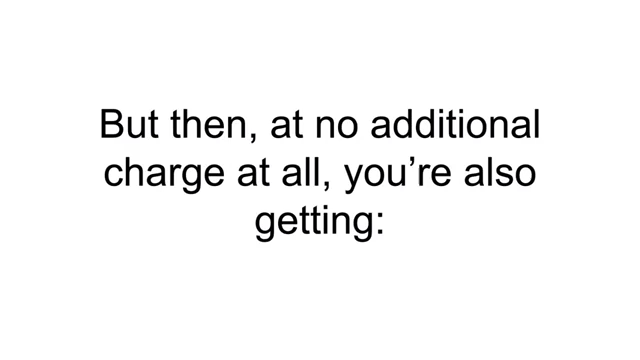 But then, at no additional
charge at all, you’re also
getting: